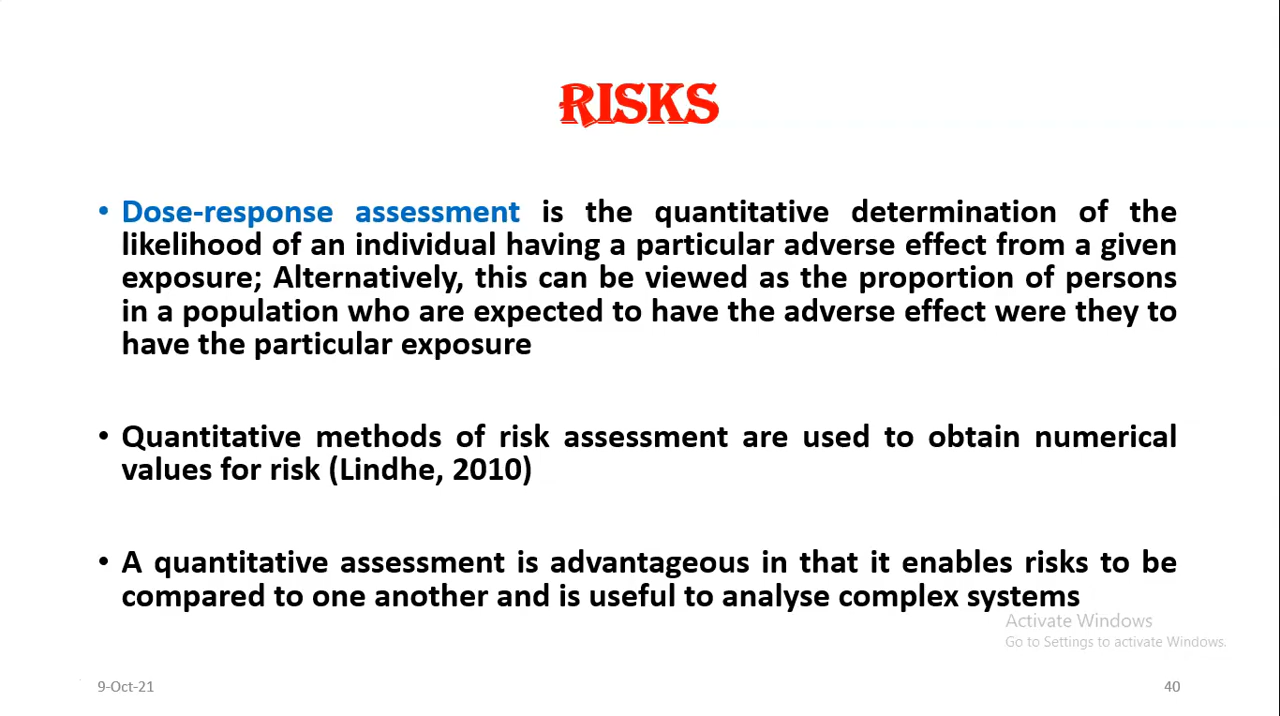 RISKS
• Dose-response assessment is the quantitative determination of the
likelihood of an individual having a particular adverse effect from a given
exposure; Alternatively, this can be viewed as the proportion of persons
in a population who are expected to have the adverse effect were they to
have the particular exposure
• Quantitative methods of risk assessment are used to obtain numerical
values for risk (Lindhe, 2010)
• A quantitative assessment is advantageous in that it enables risks to be
compared to one another and is useful to analyse complex systems
Activate Windows
Go to Settings to activate Windows.
9-Oct-21
40